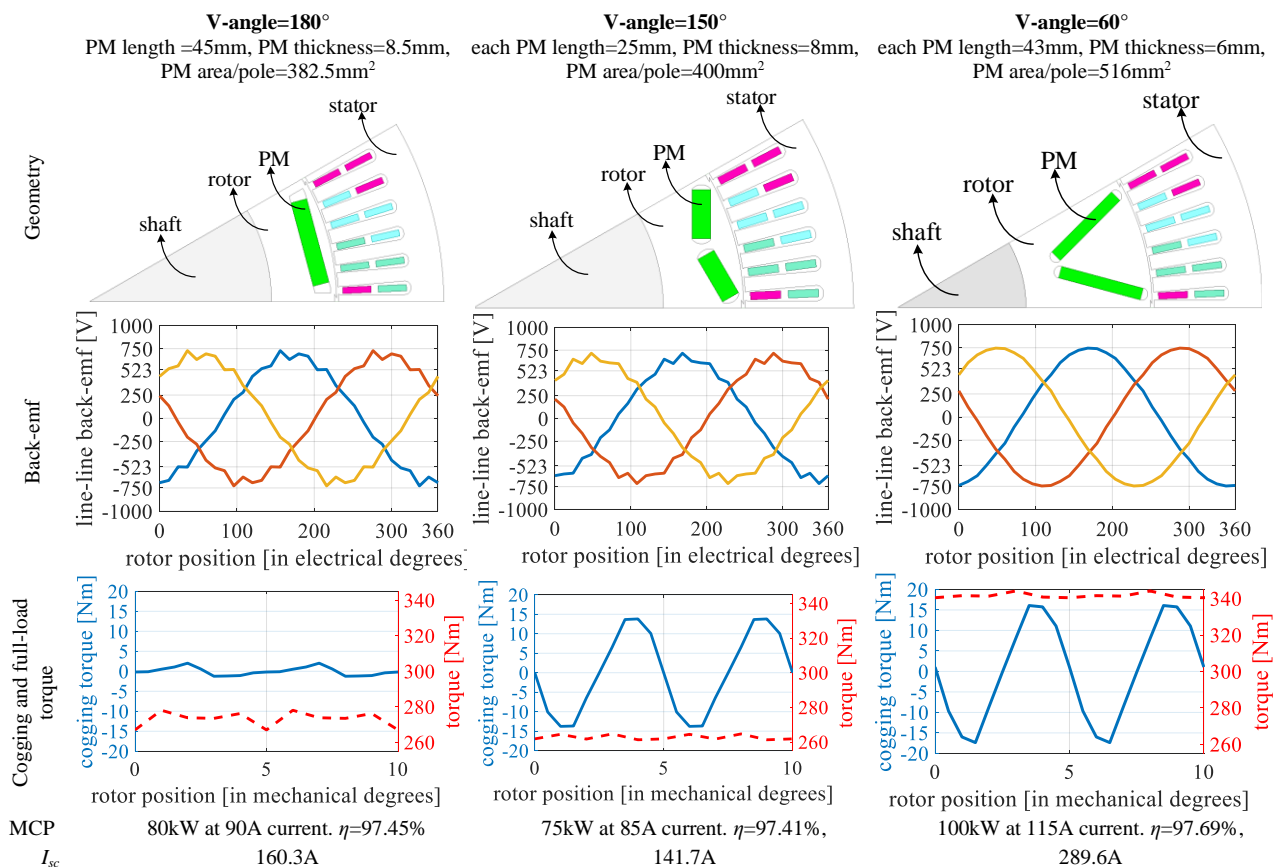 V-angle=180°
PM length =45mm, PM thickness=8.5mm,
PM area/pole=382.5mm²
V-angle=150°
each PM length=25mm, PM thickness=8mm,
PM area/pole=400mm²
V-angle=60°
each PM length=43mm, PM thickness=6mm,
PM area/pole=516mm²
Geometry
stator
PM
rotor
shaft
stator
PM
rotor
shaft
stator
PM
rotor
shaft
Back-emf
line-line back-emf [V]
1000
750
523
250
0
-250
-523
-750
-1000
0 100 200 300 360
rotor position [in electrical degrees]
line-line back-emf [V]
1000
750
523
250
0
-250
-523
-750
-1000
0 100 200 300 360
rotor position [in electrical degrees]
line-line back-emf [V]
1000
750
523
250
0
-250
-523
-750
-1000
0 100 200 300 360
rotor position [in electrical degrees]
Cogging and full-load
torque
cogging torque [Nm]
20
15
10
5
0
-5
-10
-15
-20
0 5 10
340
320
300
280
260
torque [Nm]
rotor position [in mechanical degrees]
cogging torque [Nm]
20
15
10
5
0
-5
-10
-15
-20
0 5 10
340
320
300
280
260
torque [Nm]
rotor position [in mechanical degrees]
cogging torque [Nm]
20
15
10
5
0
-5
-10
-15
-20
0 5 10
340
320
300
280
260
torque [Nm]
rotor position [in mechanical degrees]
MCP
80kW at 90A current. η=97.45%
75kW at 85A current. η=97.41%,
100kW at 115A current. η=97.69%,
Isc
160.3A
141.7A
289.6A